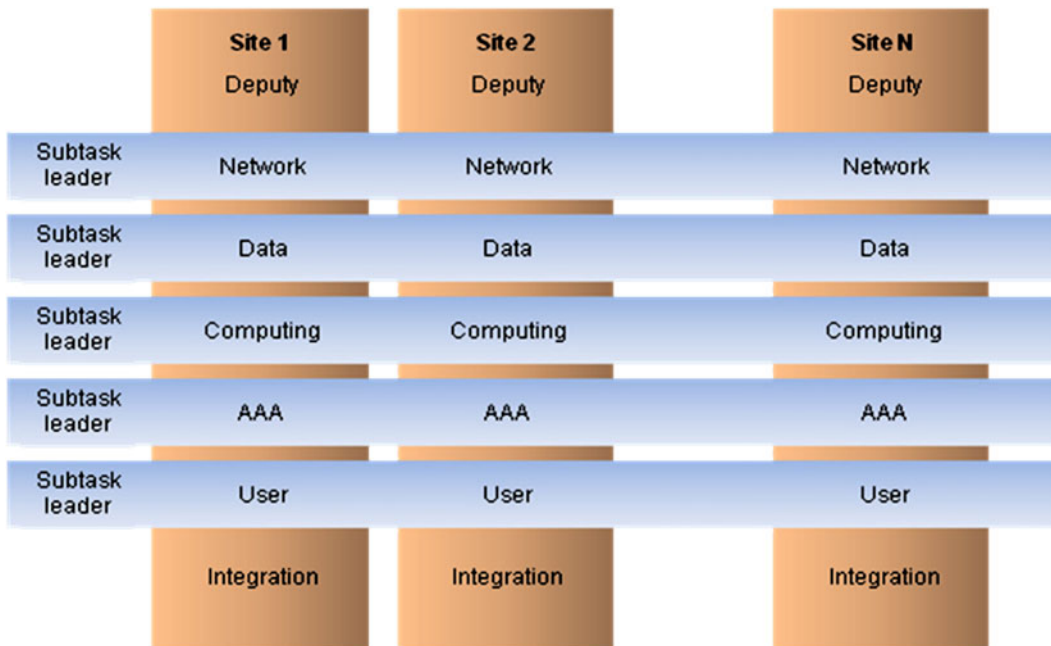 Site 1 Site 2 Site N
Deputy Deputy Deputy
Subtask
leader Network Network Network
Subtask
leader Data Data Data
Subtask
leader Computing Computing Computing
Subtask
leader AAA AAA AAA
Subtask
leader User User User
Integration Integration Integration